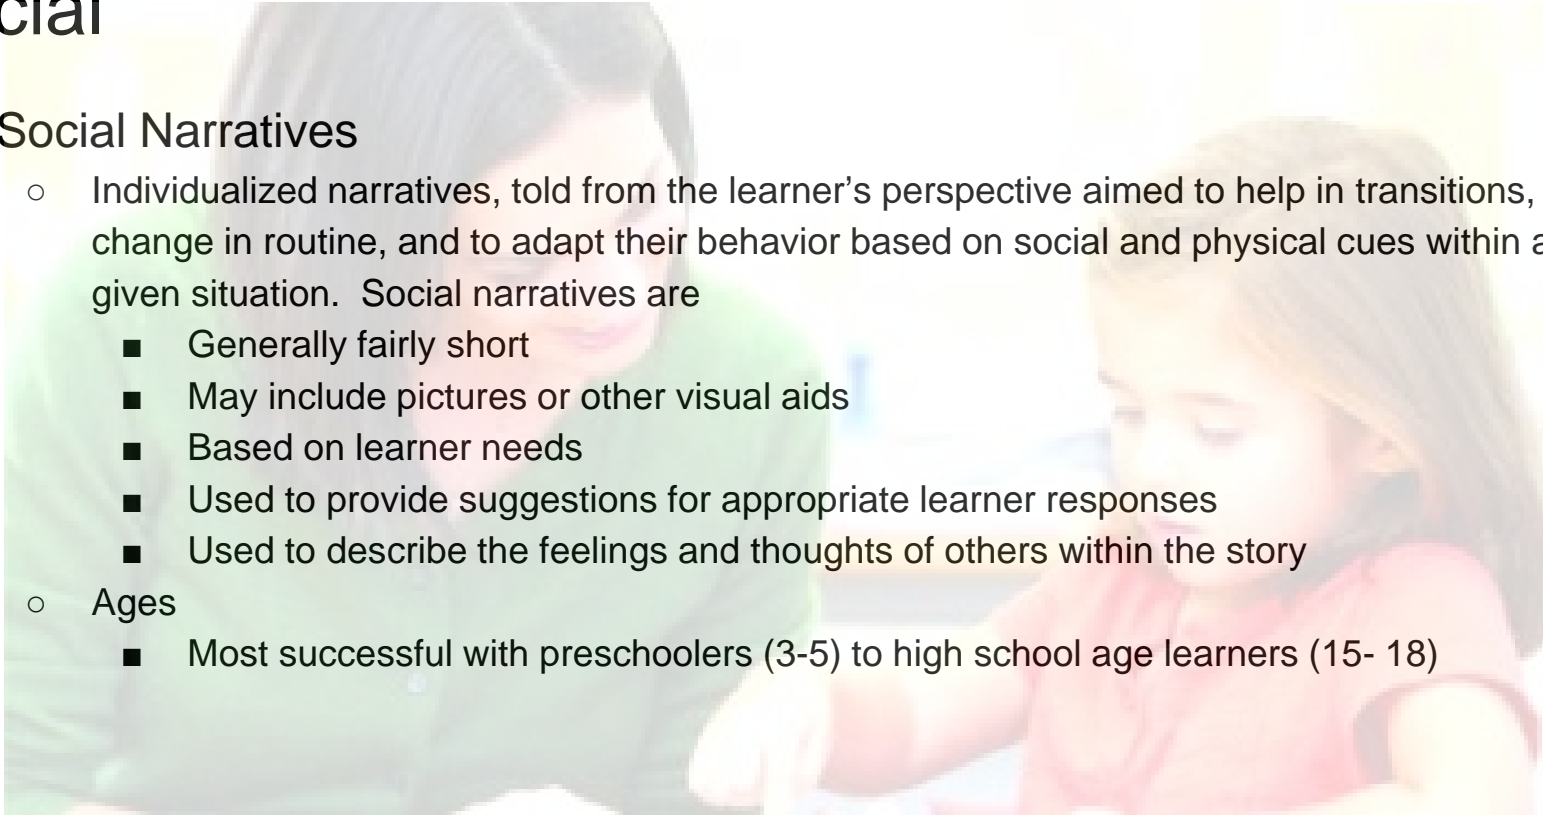 cial
Social Narratives
○ Individualized narratives, told from the learner’s perspective aimed to help in transitions,
change in routine, and to adapt their behavior based on social and physical cues within a
given situation.  Social narratives are
■ Generally fairly short
■ May include pictures or other visual aids
■ Based on learner needs
■ Used to provide suggestions for appropriate learner responses
■ Used to describe the feelings and thoughts of others within the story
○ Ages
■ Most successful with preschoolers (3-5) to high school age learners (15- 18)